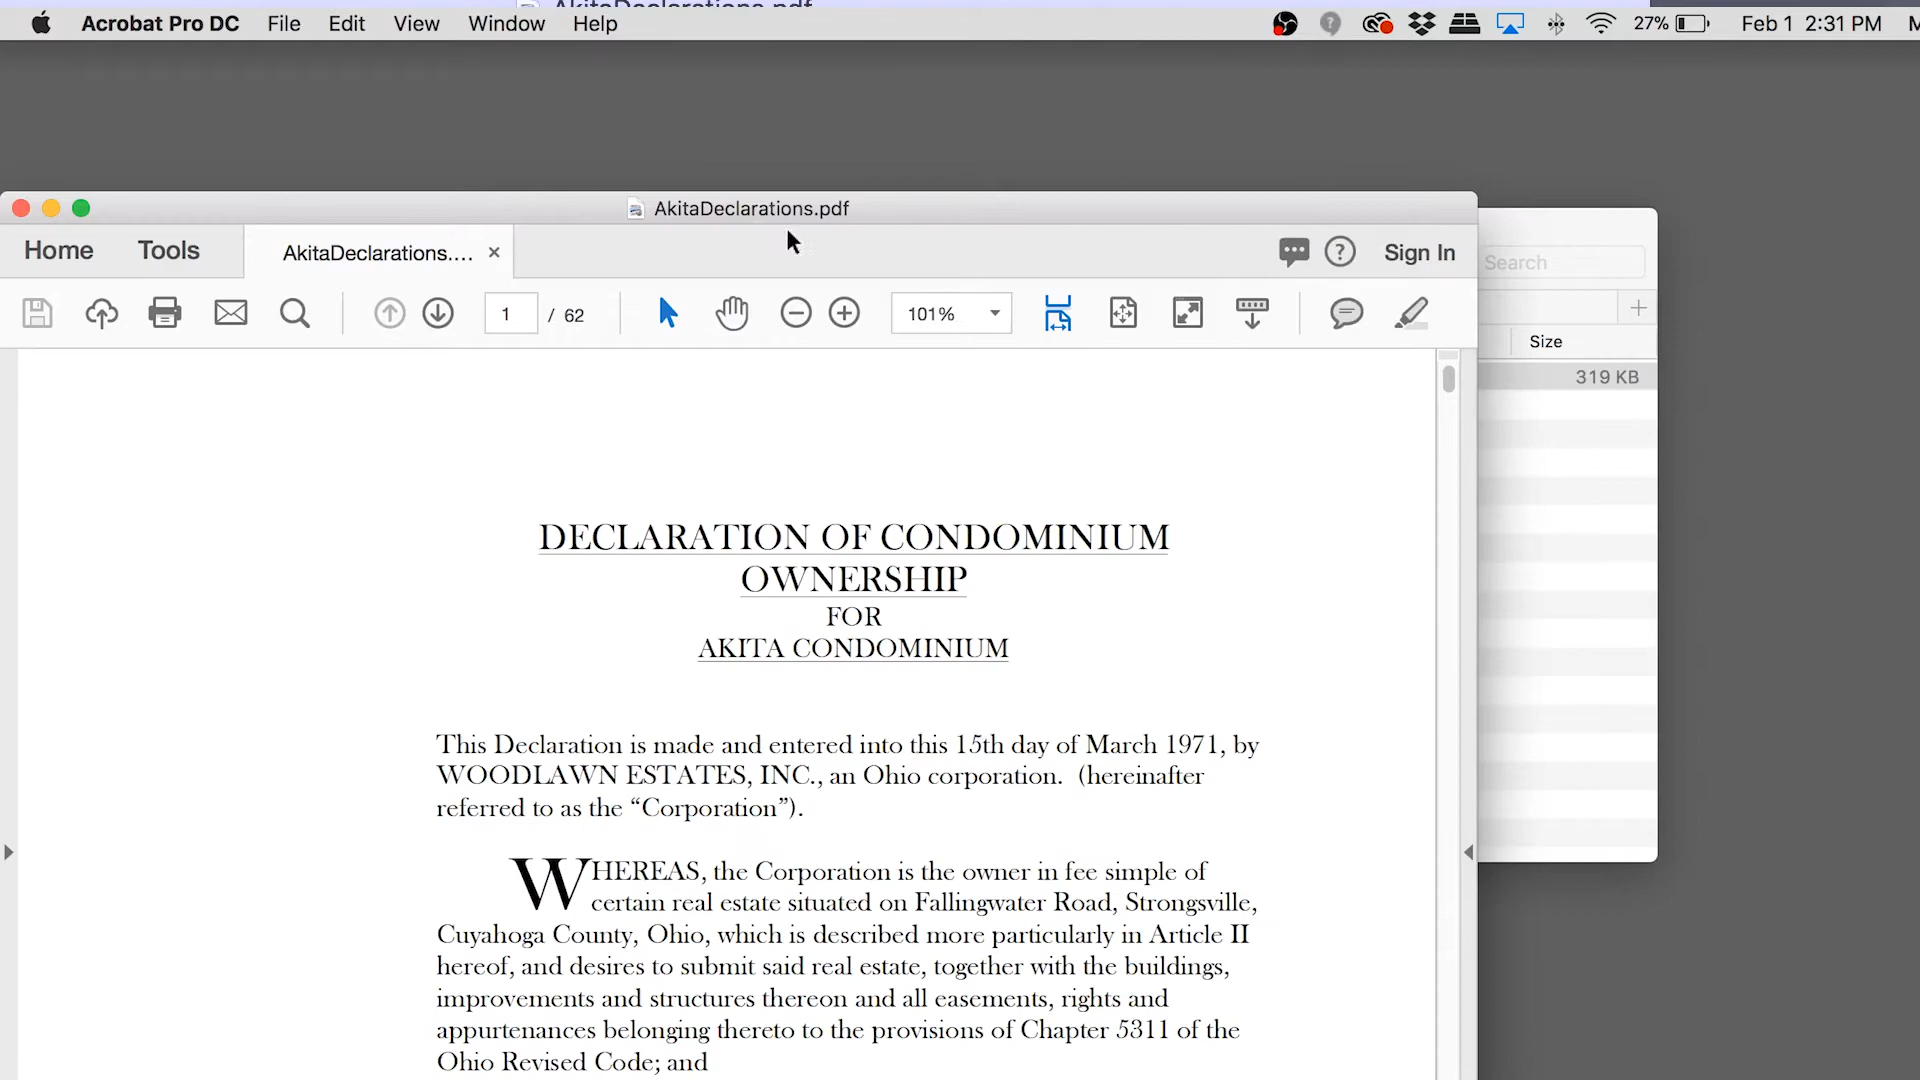 AkitaDeclarations.pdf
Acrobat Pro DC File Edit View Window Help 27% Feb 1 2:31 PM
AkitaDeclarations.pdf
Home Tools AkitaDeclarations.... Sign In
Search
1 / 62 101%
Size
319 KB
DECLARATION OF CONDOMINIUM
OWNERSHIP
FOR
AKITA CONDOMINIUM
This Declaration is made and entered into this 15th day of March 1971, by
WOODLAWN ESTATES, INC., an Ohio corporation. (hereinafter
referred to as the “Corporation”).
WHEREAS, the Corporation is the owner in fee simple of
certain real estate situated on Fallingwater Road, Strongsville,
Cuyahoga County, Ohio, which is described more particularly in Article II
hereof, and desires to submit said real estate, together with the buildings,
improvements and structures thereon and all easements, rights and
appurtenances belonging thereto to the provisions of Chapter 5311 of the
Ohio Revised Code; and